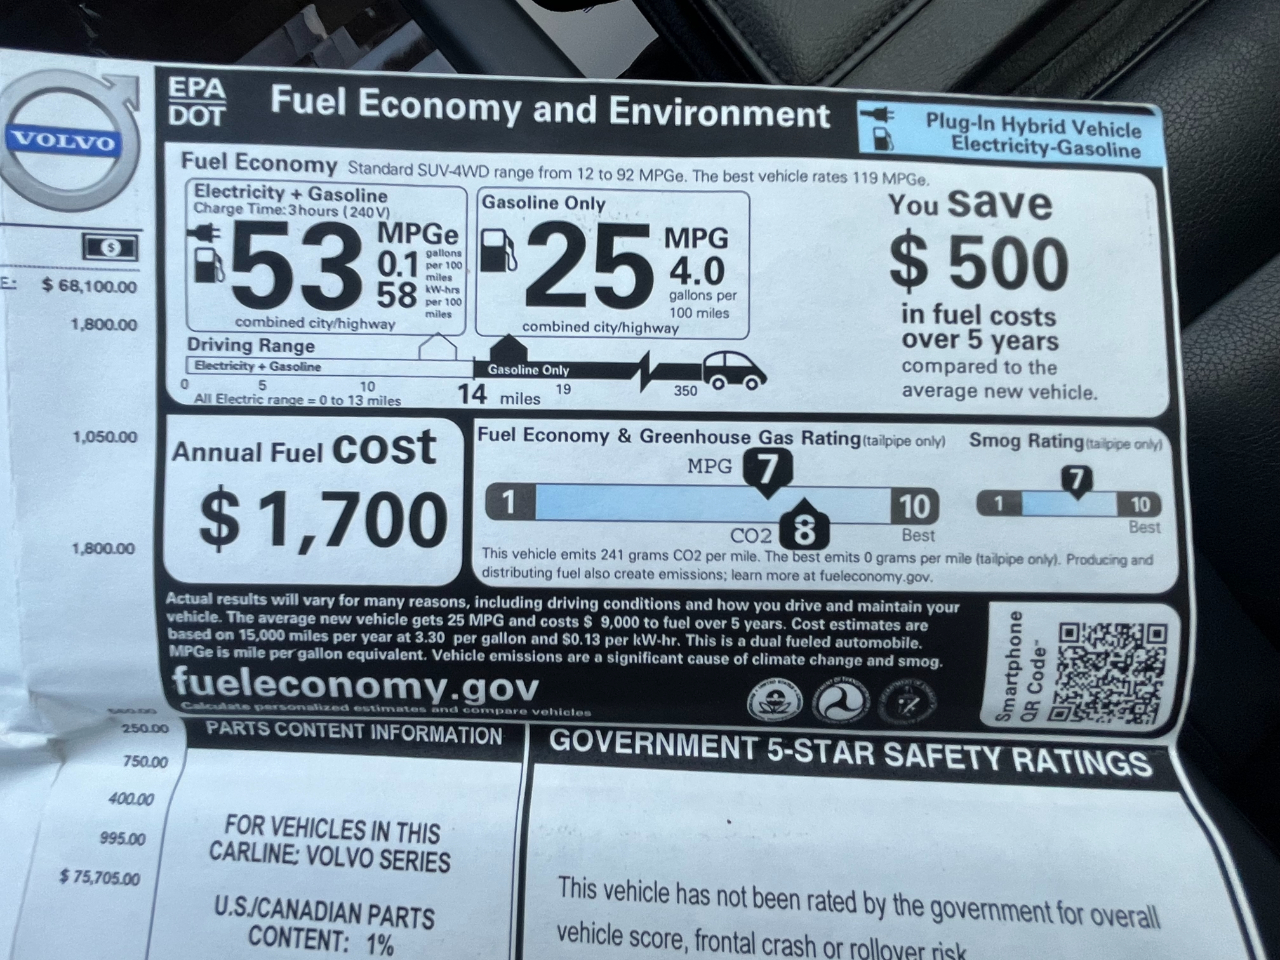 VOLVO
$ 68,100.00
1,800.00
1,050.00
1,800.00
250.00
750.00
400.00
995.00
$ 75,705.00
EPA
DOT
Fuel Economy and Environment
Plug-In Hybrid Vehicle
Electricity-Gasoline
Fuel Economy Standard SUV-4WD range from 12 to 92 MPGe. The best vehicle rates 119 MPGe.
Electricity + Gasoline
Charge Time: 3 hours (240 V)
53
MPGe
0.1 gallons per 100 miles
58 kW-hrs per 100 miles
combined city/highway
Gasoline Only
25
MPG
4.0
gallons per
100 miles
combined city/highway
You save
$ 500
in fuel costs
over 5 years
compared to the
average new vehicle.
Driving Range
Electricity + Gasoline
Gasoline Only
0 5 10 14 miles 19 350
All Electric range = 0 to 13 miles
Annual Fuel cost
$ 1,700
Fuel Economy & Greenhouse Gas Rating (tailpipe only)
MPG 7
1 10
CO2 8 Best
This vehicle emits 241 grams CO2 per mile. The best emits 0 grams per mile (tailpipe only). Producing and
distributing fuel also create emissions; learn more at fueleconomy.gov.
Smog Rating (tailpipe only)
7
1 10
Best
Actual results will vary for many reasons, including driving conditions and how you drive and maintain your
vehicle. The average new vehicle gets 25 MPG and costs $ 9,000 to fuel over 5 years. Cost estimates are
based on 15,000 miles per year at 3.30 per gallon and $0.13 per kW-hr. This is a dual fueled automobile.
MPGe is mile per gallon equivalent. Vehicle emissions are a significant cause of climate change and smog.
fueleconomy.gov
Calculate personalized estimates and compare vehicles
Smartphone
QR Code™
PARTS CONTENT INFORMATION
FOR VEHICLES IN THIS
CARLINE: VOLVO SERIES
U.S./CANADIAN PARTS
CONTENT: 1%
GOVERNMENT 5-STAR SAFETY RATINGS
This vehicle has not been rated by the government for overall
vehicle score, frontal crash or rollover risk